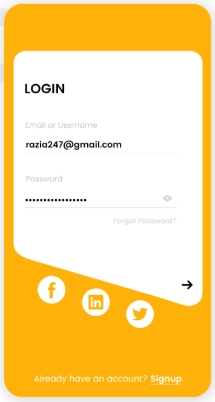 LOGIN
Email or Username
razia247@gmail.com
Password
•••••••••••••••••
Forgot Password?
Already have an account? Signup